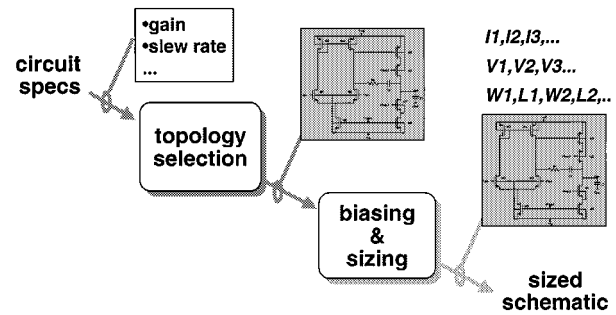 •gain
•slew rate
...
circuit
specs
topology
selection
I1,I2,I3,...
V1,V2,V3...
W1,L1,W2,L2,..
biasing
&
sizing
sized
schematic